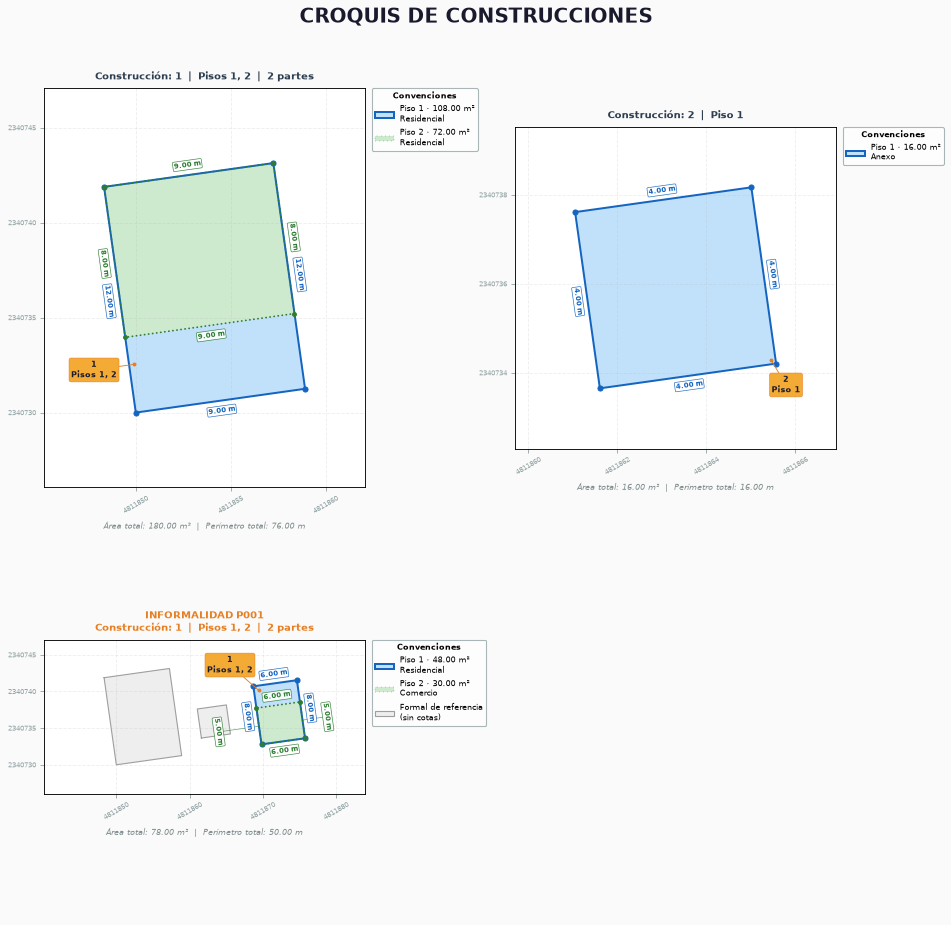 CROQUIS DE CONSTRUCCIONES
Construcción: 1 | Pisos 1, 2 | 2 partes
2340745
2340740
2340735
2340730
4811850
4811855
4811860
9.00 m
8.00 m
12.00 m
8.00 m
12.00 m
9.00 m
9.00 m
1
Pisos 1, 2
Convenciones
Piso 1 - 108.00 m²
Residencial
Piso 2 - 72.00 m²
Residencial
Área total: 180.00 m² | Perímetro total: 76.00 m
Construcción: 2 | Piso 1
2340738
2340736
2340734
4811860
4811862
4811864
4811866
4.00 m
4.00 m
4.00 m
4.00 m
2
Piso 1
Convenciones
Piso 1 - 16.00 m²
Anexo
Área total: 16.00 m² | Perímetro total: 16.00 m
INFORMALIDAD P001
Construcción: 1 | Pisos 1, 2 | 2 partes
2340745
2340740
2340735
2340730
4811850
4811860
4811870
4811880
1
Pisos 1, 2
6.00 m
6.00 m
8.00 m
8.00 m
5.00 m
5.00 m
6.00 m
Convenciones
Piso 1 - 48.00 m²
Residencial
Piso 2 - 30.00 m²
Comercio
Formal de referencia
(sin cotas)
Área total: 78.00 m² | Perímetro total: 50.00 m